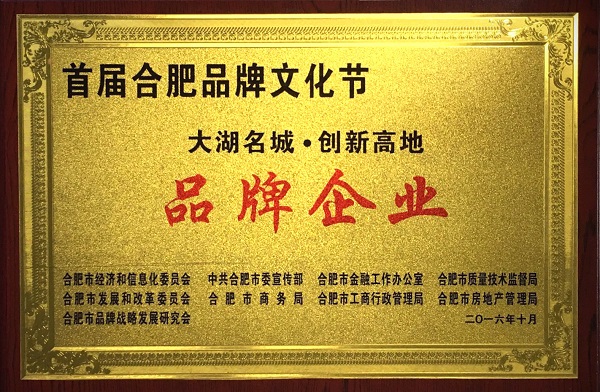 首届合肥品牌文化节
大湖名城·创新高地
品牌企业
合肥市经济和信息化委员会 中共合肥市委宣传部 合肥市金融工作办公室 合肥市质量技术监督局
合肥市发展和改革委员会 合肥市商务局 合肥市工商行政管理局 合肥市房地产管理局
合肥市品牌战略发展研究会 二〇一六年十月